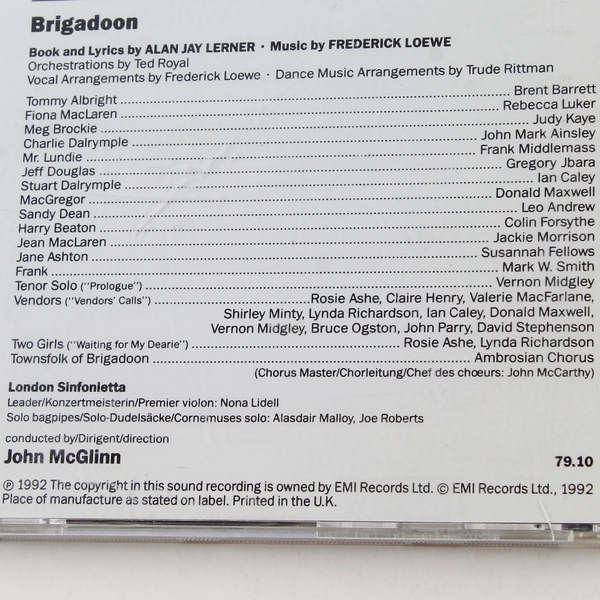 Brigadoon
Book and Lyrics by ALAN JAY LERNER · Music by FREDERICK LOEWE
Orchestrations by Ted Royal
Vocal Arrangements by Frederick Loewe · Dance Music Arrangements by Trude Rittman
Tommy Albright ........ Brent Barrett
Fiona MacLaren ........ Rebecca Luker
Meg Brockie ........ Judy Kaye
Charlie Dalrymple ........ John Mark Ainsley
Mr. Lundie ........ Frank Middlemass
Jeff Douglas ........ Gregory Jbara
Stuart Dalrymple ........ Ian Caley
MacGregor ........ Donald Maxwell
Sandy Dean ........ Leo Andrew
Harry Beaton ........ Colin Forsythe
Jean MacLaren ........ Jackie Morrison
Jane Ashton ........ Susannah Fellows
Frank ........ Mark W. Smith
Tenor Solo ("Prologue") ........ Vernon Midgley
Vendors ("Vendors' Calls") ........ Rosie Ashe, Claire Henry, Valerie MacFarlane,
Shirley Minty, Lynda Richardson, Ian Caley, Donald Maxwell,
Vernon Midgley, Bruce Ogston, John Parry, David Stephenson
Two Girls ("Waiting for My Dearie") ........ Rosie Ashe, Lynda Richardson
Townsfolk of Brigadoon ........ Ambrosian Chorus
(Chorus Master/Chorleitung/Chef des chœurs: John McCarthy)
London Sinfonietta
Leader/Konzertmeisterin/Premier violon: Nona Lidell
Solo bagpipes/Solo-Dudelsäcke/Cornemuses solo: Alasdair Malloy, Joe Roberts
conducted by/Dirigent/direction
John McGlinn 79.10
℗ 1992 The copyright in this sound recording is owned by EMI Records Ltd. © EMI Records Ltd., 1992
Place of manufacture as stated on label. Printed in the U.K.